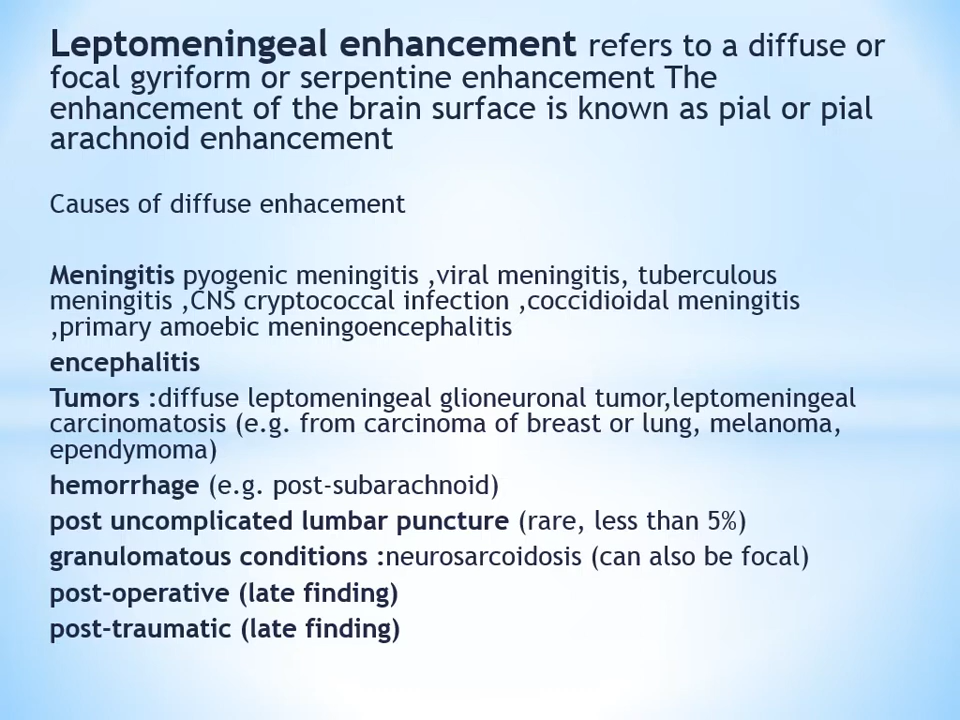 Leptomeningeal enhancement refers to a diffuse or
focal gyriform or serpentine enhancement The
enhancement of the brain surface is known as pial or pial
arachnoid enhancement
Causes of diffuse enhacement
Meningitis pyogenic meningitis ,viral meningitis, tuberculous
meningitis ,CNS cryptococcal infection ,coccidioidal meningitis
,primary amoebic meningoencephalitis
encephalitis
Tumors :diffuse leptomeningeal glioneuronal tumor,leptomeningeal
carcinomatosis (e.g. from carcinoma of breast or lung, melanoma,
ependymoma)
hemorrhage (e.g. post-subarachnoid)
post uncomplicated lumbar puncture (rare, less than 5%)
granulomatous conditions :neurosarcoidosis (can also be focal)
post-operative (late finding)
post-traumatic (late finding)